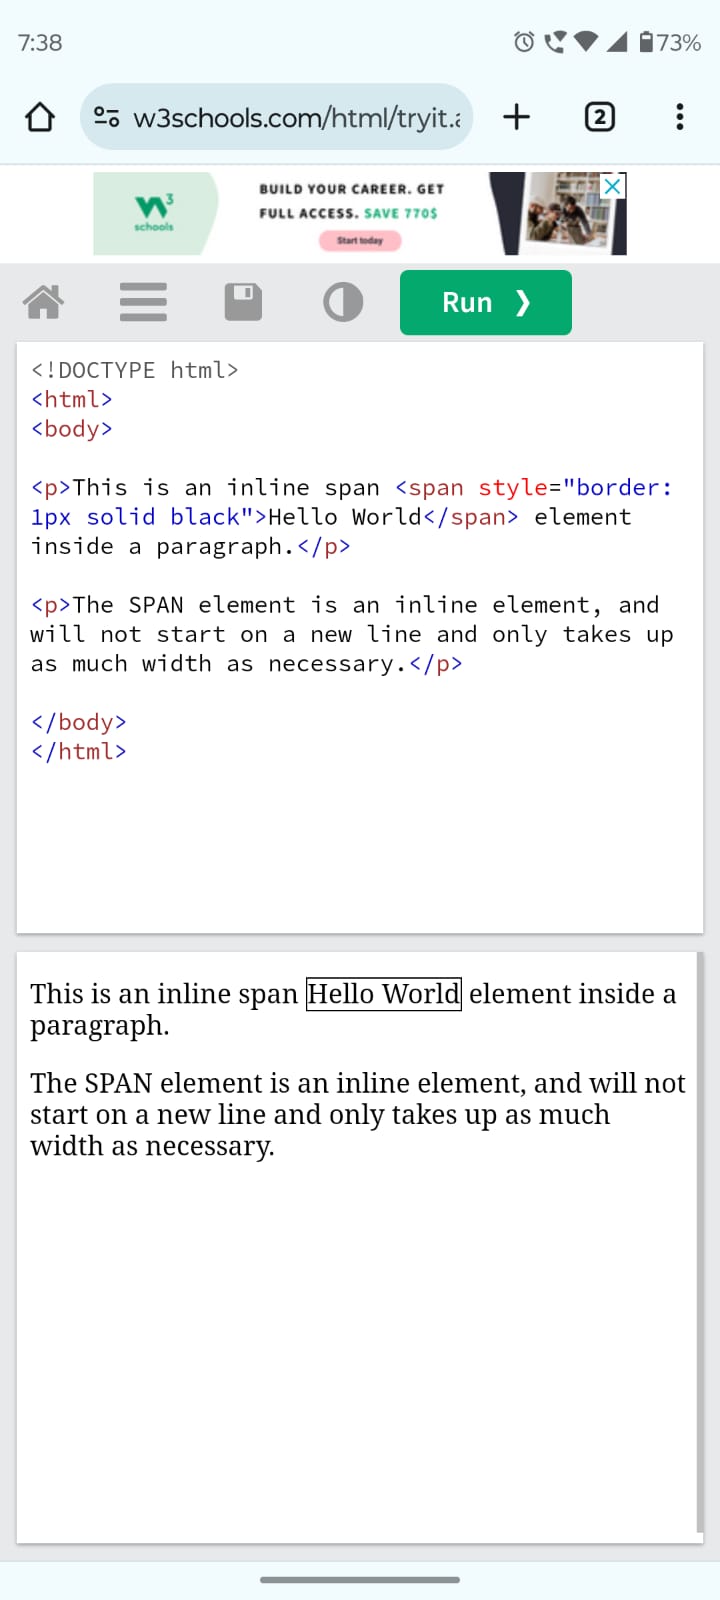 7:38
73%
w3schools.com/html/tryit.
2
3
schools
BUILD YOUR CAREER. GET
FULL ACCESS. SAVE 770$
Start today
Run ❯
<!DOCTYPE html>
<html>
<body>
<p>This is an inline span <span style="border:
1px solid black">Hello World</span> element
inside a paragraph.</p>
<p>The SPAN element is an inline element, and
will not start on a new line and only takes up
as much width as necessary.</p>
</body>
</html>
This is an inline span Hello World element inside a
paragraph.
The SPAN element is an inline element, and will not
start on a new line and only takes up as much
width as necessary.